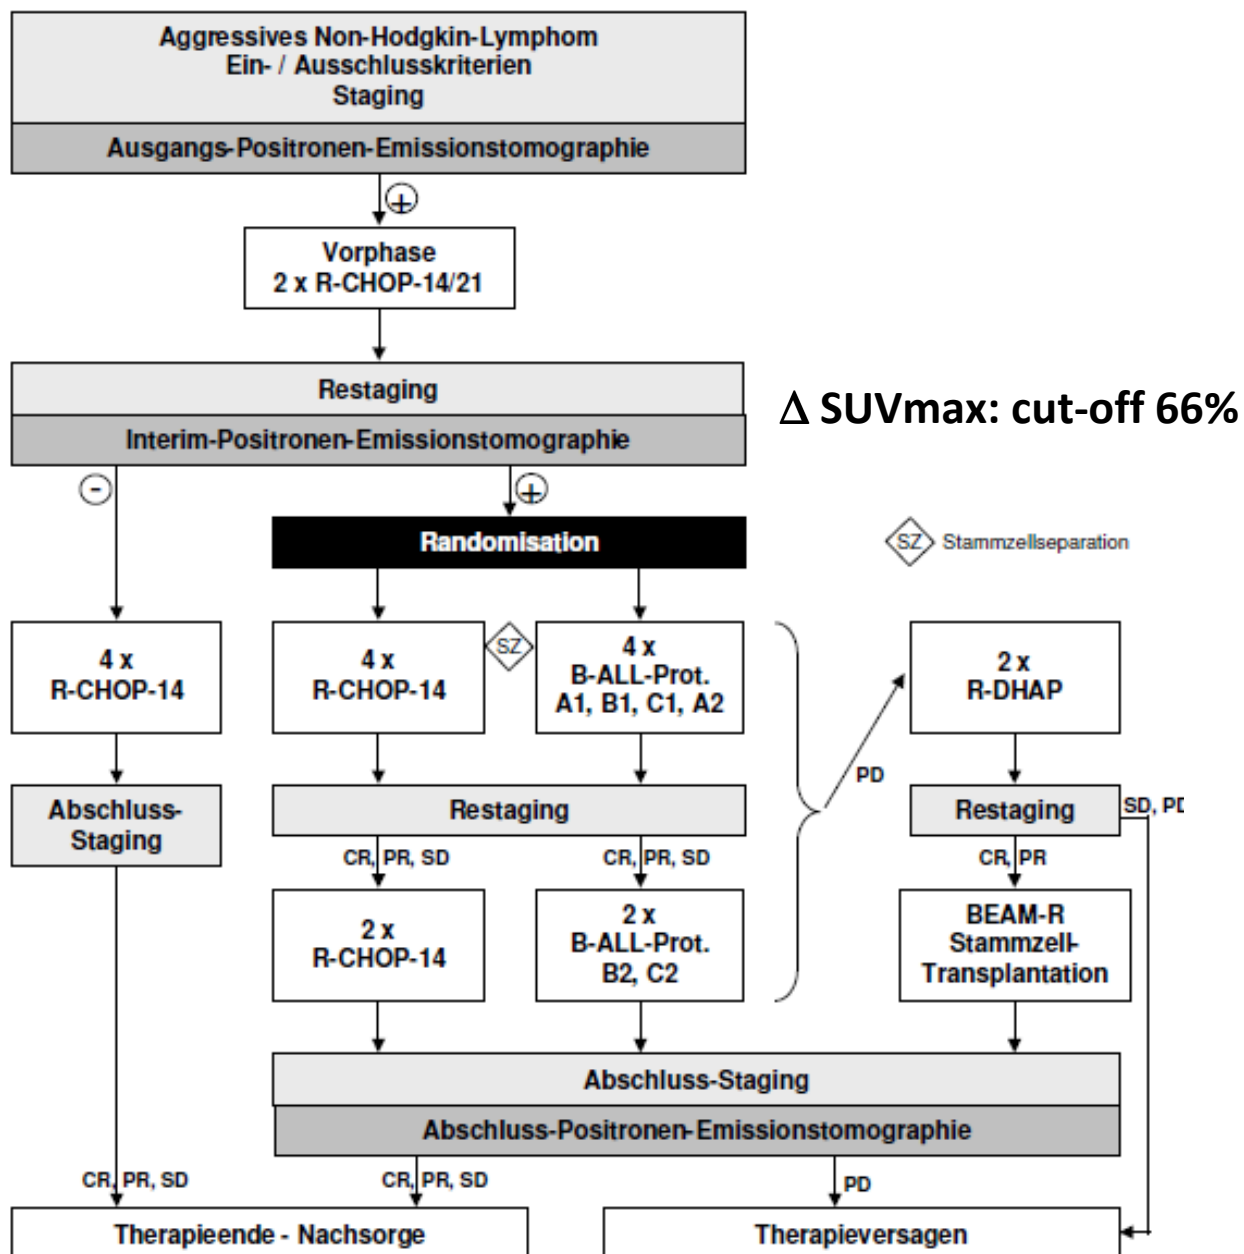 Aggressives Non-Hodgkin-Lymphom
Ein- / Ausschlusskriterien
Staging
Ausgangs-Positronen-Emissionstomographie
+
Vorphase
2 x R-CHOP-14/21
Restaging
Δ SUVmax: cut-off 66%
Interim-Positronen-Emissionstomographie
-
+
Randomisation
SZ Stammzellseparation
4 x
R-CHOP-14
4 x
R-CHOP-14
SZ
4 x
B-ALL-Prot.
A1, B1, C1, A2
2 x
R-DHAP
PD
Abschluss-
Staging
Restaging
Restaging
SD, PD
CR, PR, SD
CR, PR, SD
CR, PR
2 x
R-CHOP-14
2 x
B-ALL-Prot.
B2, C2
BEAM-R
Stammzell-
Transplantation
Abschluss-Staging
Abschluss-Positronen-Emissionstomographie
CR, PR, SD
CR, PR, SD
PD
Therapieende - Nachsorge
Therapieversagen